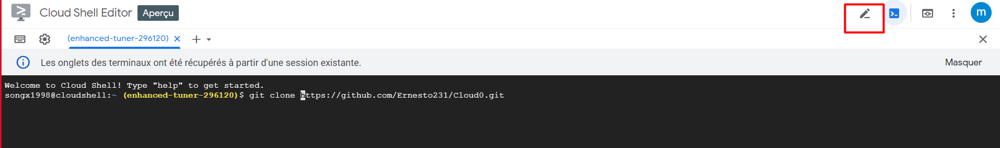 Cloud Shell Editor Aperçu
m
(enhanced-tuner-296120)
Les onglets des terminaux ont été récupérés à partir d'une session existante.
Masquer
Welcome to Cloud Shell! Type "help" to get started.
songx1998@cloudshell:~ (enhanced-tuner-296120)$ git clone https://github.com/Ernesto231/Cloud0.git